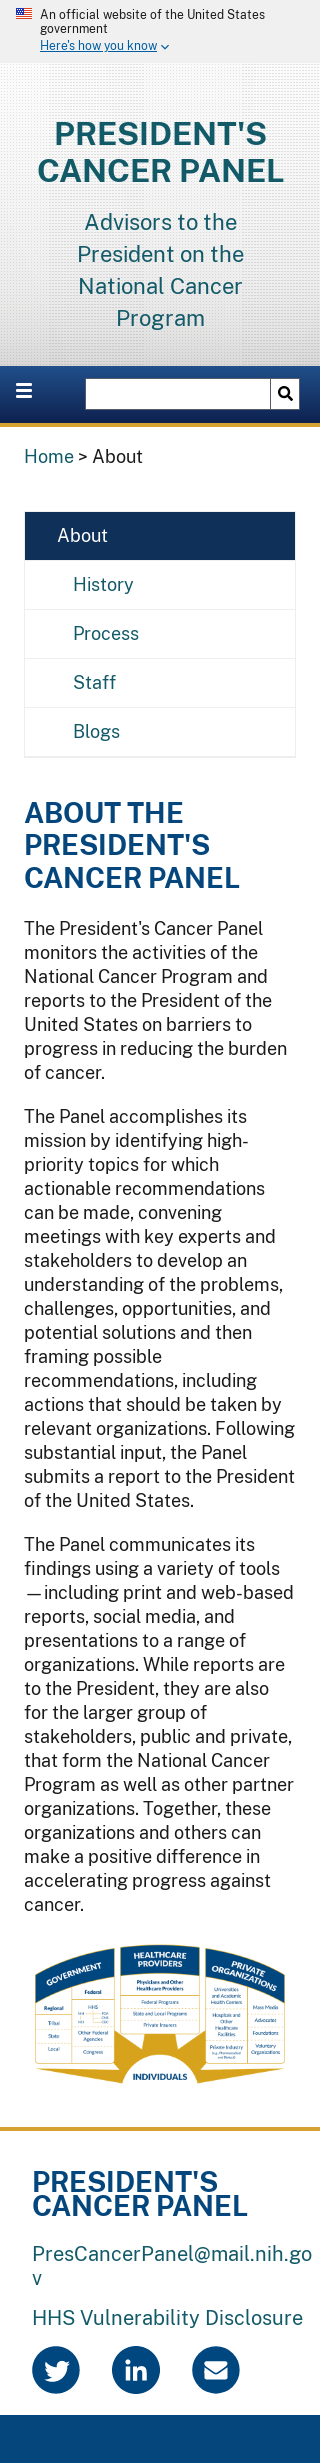 An official website of the United States
government
Here's how you know
PRESIDENT'S
CANCER PANEL
Advisors to the
President on the
National Cancer
Program
Home > About
About
History
Process
Staff
Blogs
ABOUT THE
PRESIDENT'S
CANCER PANEL
The President's Cancer Panel
monitors the activities of the
National Cancer Program and
reports to the President of the
United States on barriers to
progress in reducing the burden
of cancer.
The Panel accomplishes its
mission by identifying high-
priority topics for which
actionable recommendations
can be made, convening
meetings with key experts and
stakeholders to develop an
understanding of the problems,
challenges, opportunities, and
potential solutions and then
framing possible
recommendations, including
actions that should be taken by
relevant organizations. Following
substantial input, the Panel
submits a report to the President
of the United States.
The Panel communicates its
findings using a variety of tools
—including print and web-based
reports, social media, and
presentations to a range of
organizations. While reports are
to the President, they are also
for the larger group of
stakeholders, public and private,
that form the National Cancer
Program as well as other partner
organizations. Together, these
organizations and others can
make a positive difference in
accelerating progress against
cancer.
GOVERNMENT
Regional
Tribal
State
Local
Federal
HHS
NIH
NCI
FDA
CMS
CDC
Other Federal
Agencies
Congress
HEALTHCARE
PROVIDERS
Physicians and Other
Healthcare Providers
Federal Programs
State and Local Programs
Private Insurers
PRIVATE
ORGANIZATIONS
Universities
and Academic
Health Centers
Hospitals and
Other
Healthcare
Facilities
Private Industry
Mass Media
Advocates
Foundations
Voluntary
Organizations
INDIVIDUALS
PRESIDENT'S
CANCER PANEL
PresCancerPanel@mail.nih.go
v
HHS Vulnerability Disclosure
in